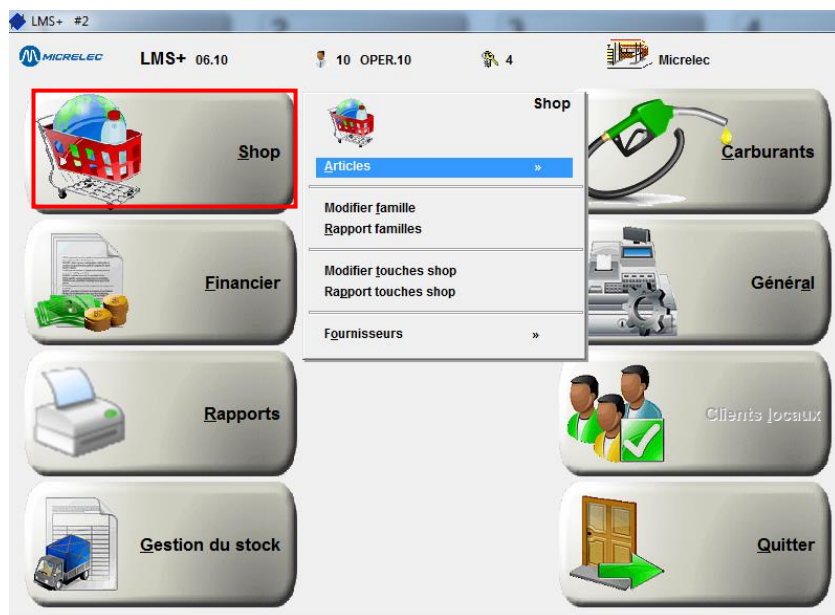 LMS+ #2
MICRELEC LMS+ 06.10 10 OPER.10 4 Micrelec
Shop
Shop
Articles »
Modifier famille
Rapport familles
Modifier touches shop
Rapport touches shop
Fournisseurs »
Carburants
Financier
Général
Rapports
Clients locaux
Gestion du stock
Quitter